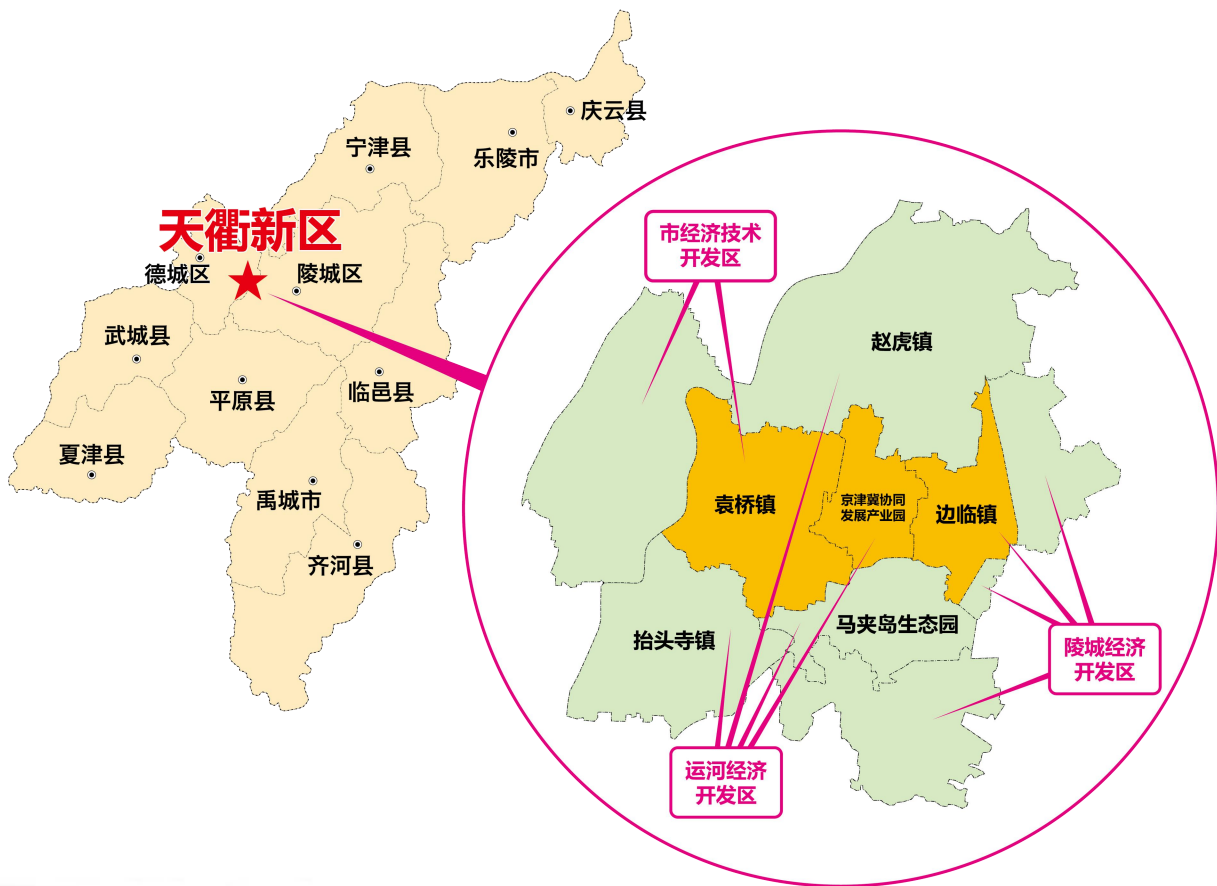 庆云县
宁津县
乐陵市
天衢新区
德城区
陵城区
武城县
平原县
临邑县
夏津县
禹城市
齐河县
市经济技术
开发区
赵虎镇
袁桥镇
京津冀协同
发展产业园
边临镇
抬头寺镇
马夹岛生态园
陵城经济
开发区
运河经济
开发区